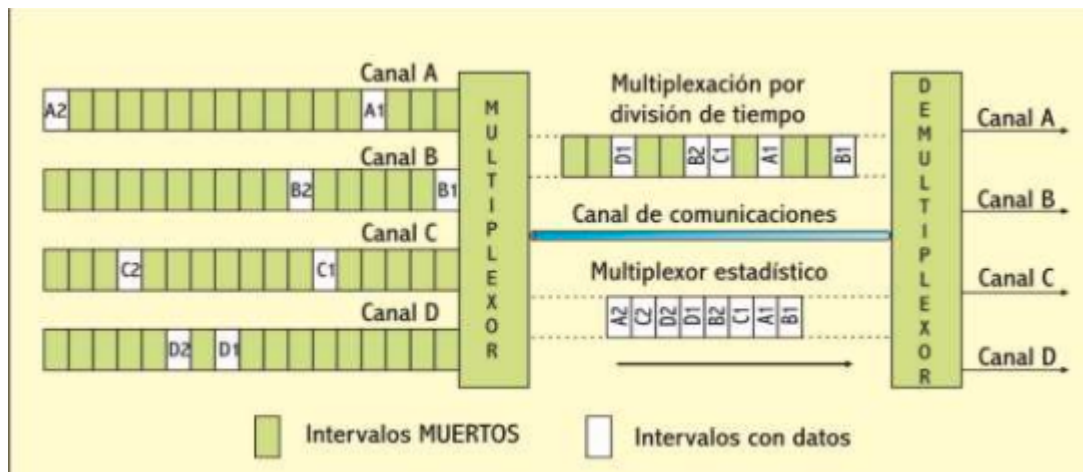 Canal A
A2
A1
Canal B
B2
B1
Canal C
C2
C1
Canal D
D2
D1
MULTIPLEXOR
Multiplexación por
división de tiempo
D1
B2
C1
A1
B1
Canal de comunicaciones
Multiplexor estadístico
A2
C2
D2
D1
B2
C1
A1
B1
DEMULTIPLEXOR
Canal A
Canal B
Canal C
Canal D
Intervalos MUERTOS
Intervalos con datos